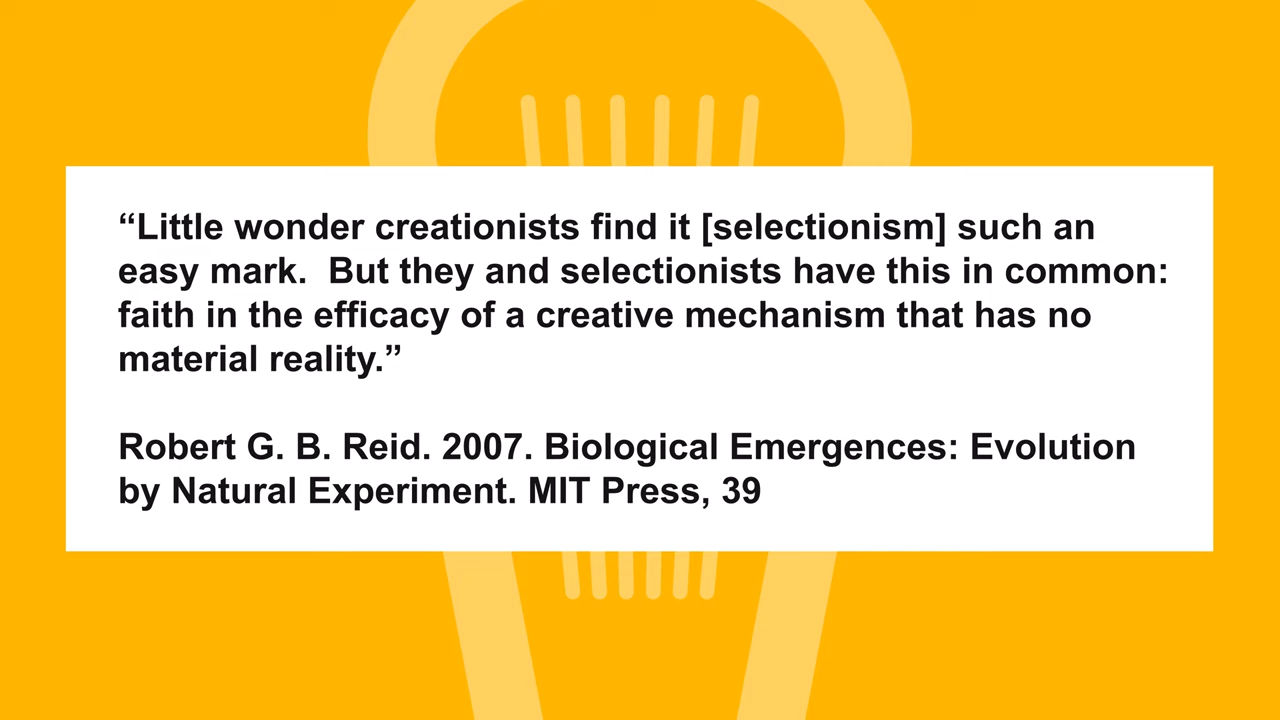 “Little wonder creationists find it [selectionism] such an
easy mark.  But they and selectionists have this in common:
faith in the efficacy of a creative mechanism that has no
material reality.”
Robert G. B. Reid. 2007. Biological Emergences: Evolution
by Natural Experiment. MIT Press, 39